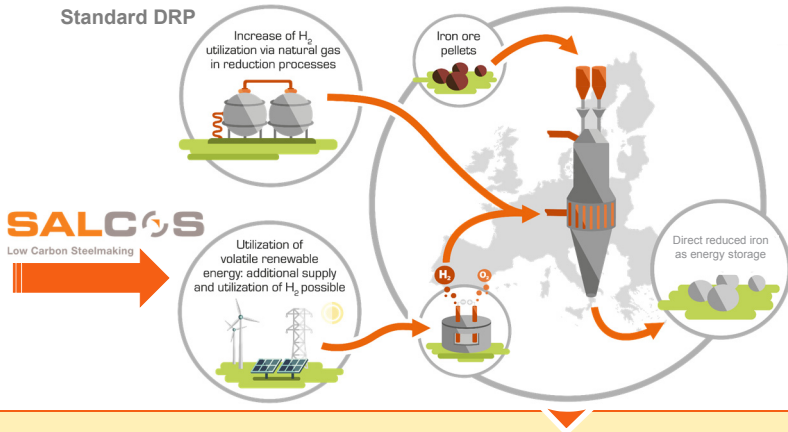 Standard DRP
Increase of H₂
utilization via natural gas
in reduction processes
Iron ore
pellets
SALCOS
Low Carbon Steelmaking
Utilization of
volatile renewable
energy: additional supply
and utilization of H₂ possible
H₂
O₂
Direct reduced iron
as energy storage